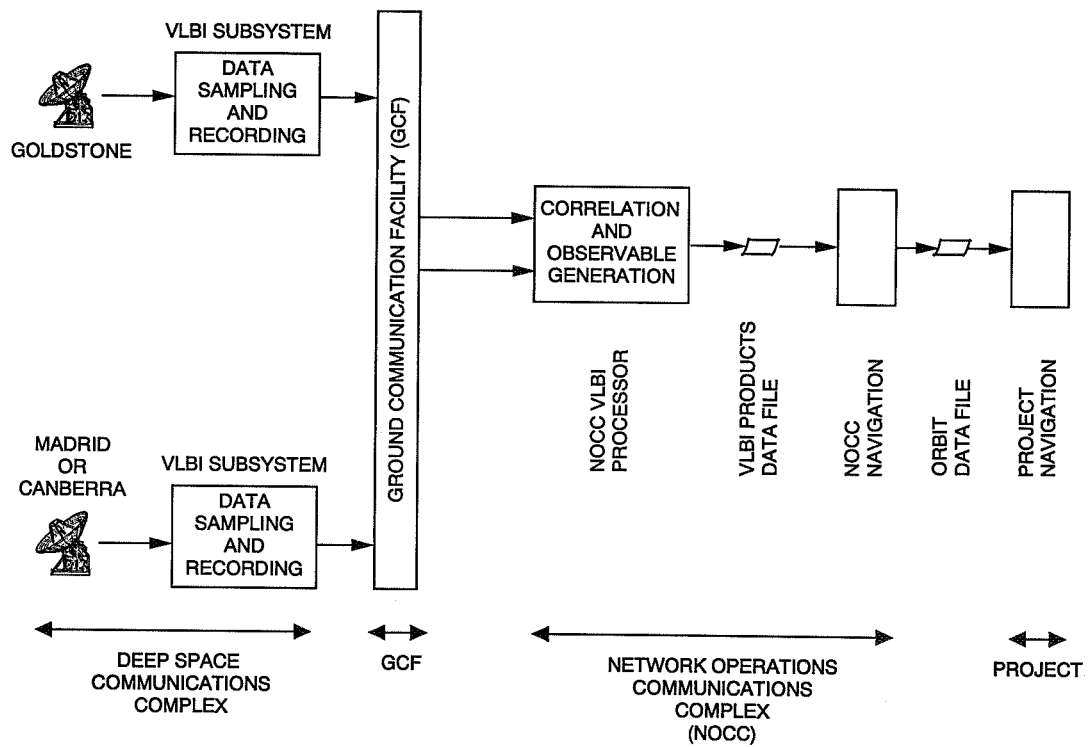 VLBI SUBSYSTEM
DATA
SAMPLING
AND
RECORDING
GOLDSTONE
MADRID
OR
CANBERRA
VLBI SUBSYSTEM
DATA
SAMPLING
AND
RECORDING
GROUND COMMUNICATION FACILITY (GCF)
CORRELATION
AND
OBSERVABLE
GENERATION
NOCC VLBI
PROCESSOR
VLBI PRODUCTS
DATA FILE
NOCC
NAVIGATION
ORBIT
DATA FILE
PROJECT
NAVIGATION
DEEP SPACE
COMMUNICATIONS
COMPLEX
GCF
NETWORK OPERATIONS
COMMUNICATIONS
COMPLEX
(NOCC)
PROJECT